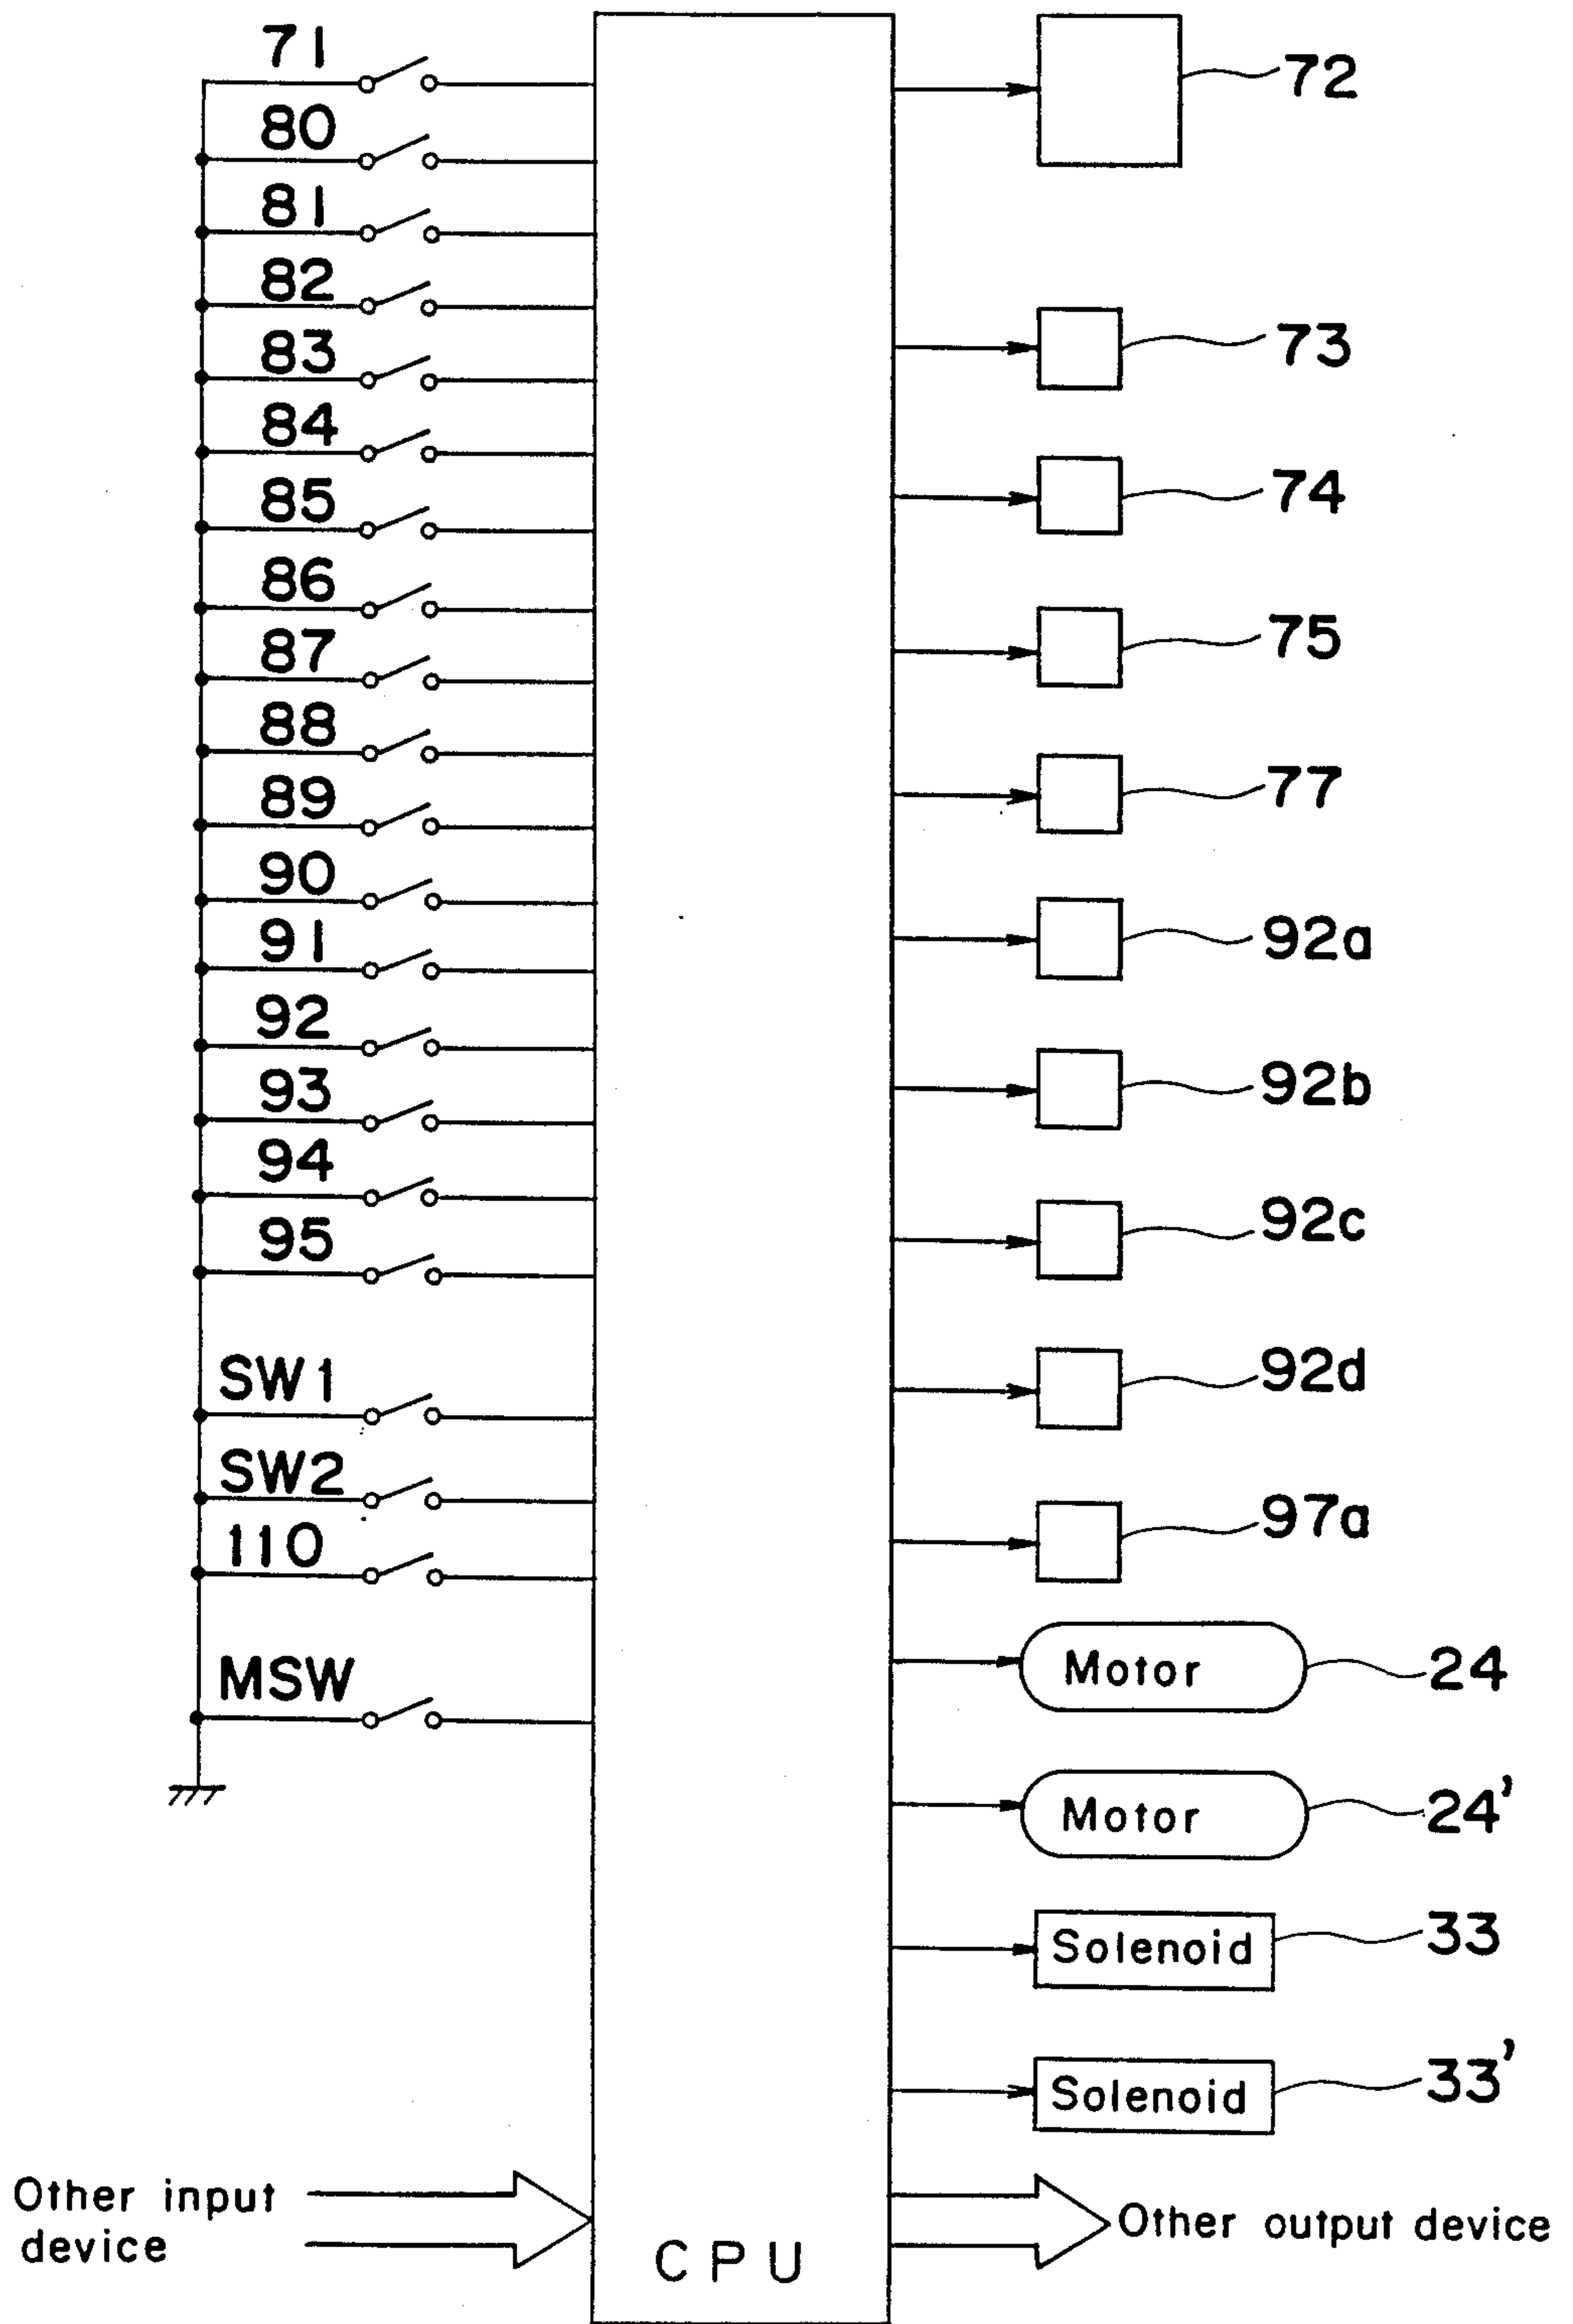 71
80
81
82
83
84
85
86
87
88
89
90
91
92
93
94
95
SW1
SW2
110
MSW
Other input
device
CPU
72
73
74
75
77
92a
92b
92c
92d
97a
Motor
24
Motor
24'
Solenoid
33
Solenoid
33'
Other output device